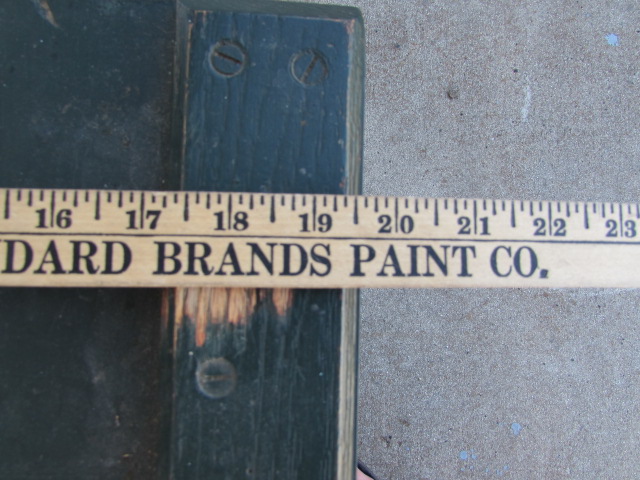 16 17 18 19 20 21 22 23
DARD BRANDS PAINT CO.